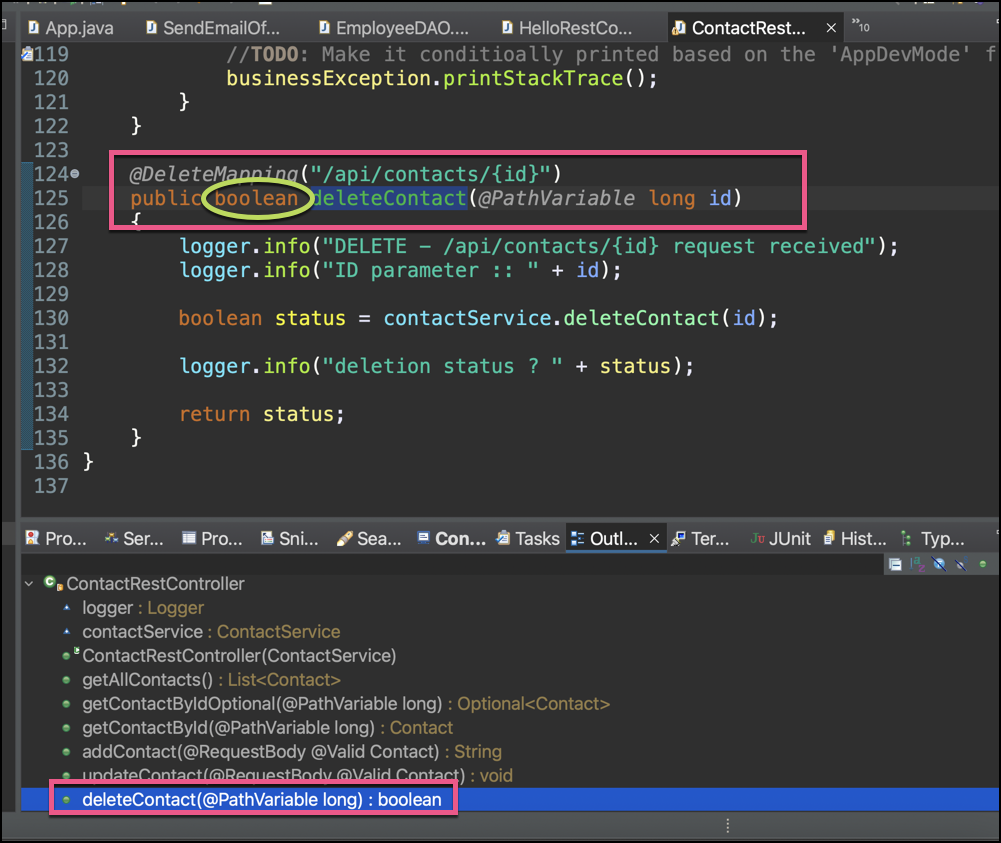 App.java SendEmailOf... EmployeeDAO.... HelloRestCo... ContactRest... »10
119 //TODO: Make it conditioally printed based on the 'AppDevMode' f
120 businessException.printStackTrace();
121 }
122 }
123
124 @DeleteMapping("/api/contacts/{id}")
125 public boolean deleteContact(@PathVariable long id)
126 {
127 logger.info("DELETE - /api/contacts/{id} request received");
128 logger.info("ID parameter :: " + id);
129
130 boolean status = contactService.deleteContact(id);
131
132 logger.info("deletion status ? " + status);
133
134 return status;
135 }
136 }
137
Pro... Ser... Pro... Sni... Sea... Con... Tasks Outl... Ter... JUnit Hist... Typ...
ContactRestController
logger : Logger
contactService : ContactService
ContactRestController(ContactService)
getAllContacts() : List<Contact>
getContactByIdOptional(@PathVariable long) : Optional<Contact>
getContactById(@PathVariable long) : Contact
addContact(@RequestBody @Valid Contact) : String
updateContact(@RequestBody @Valid Contact) : void
deleteContact(@PathVariable long) : boolean